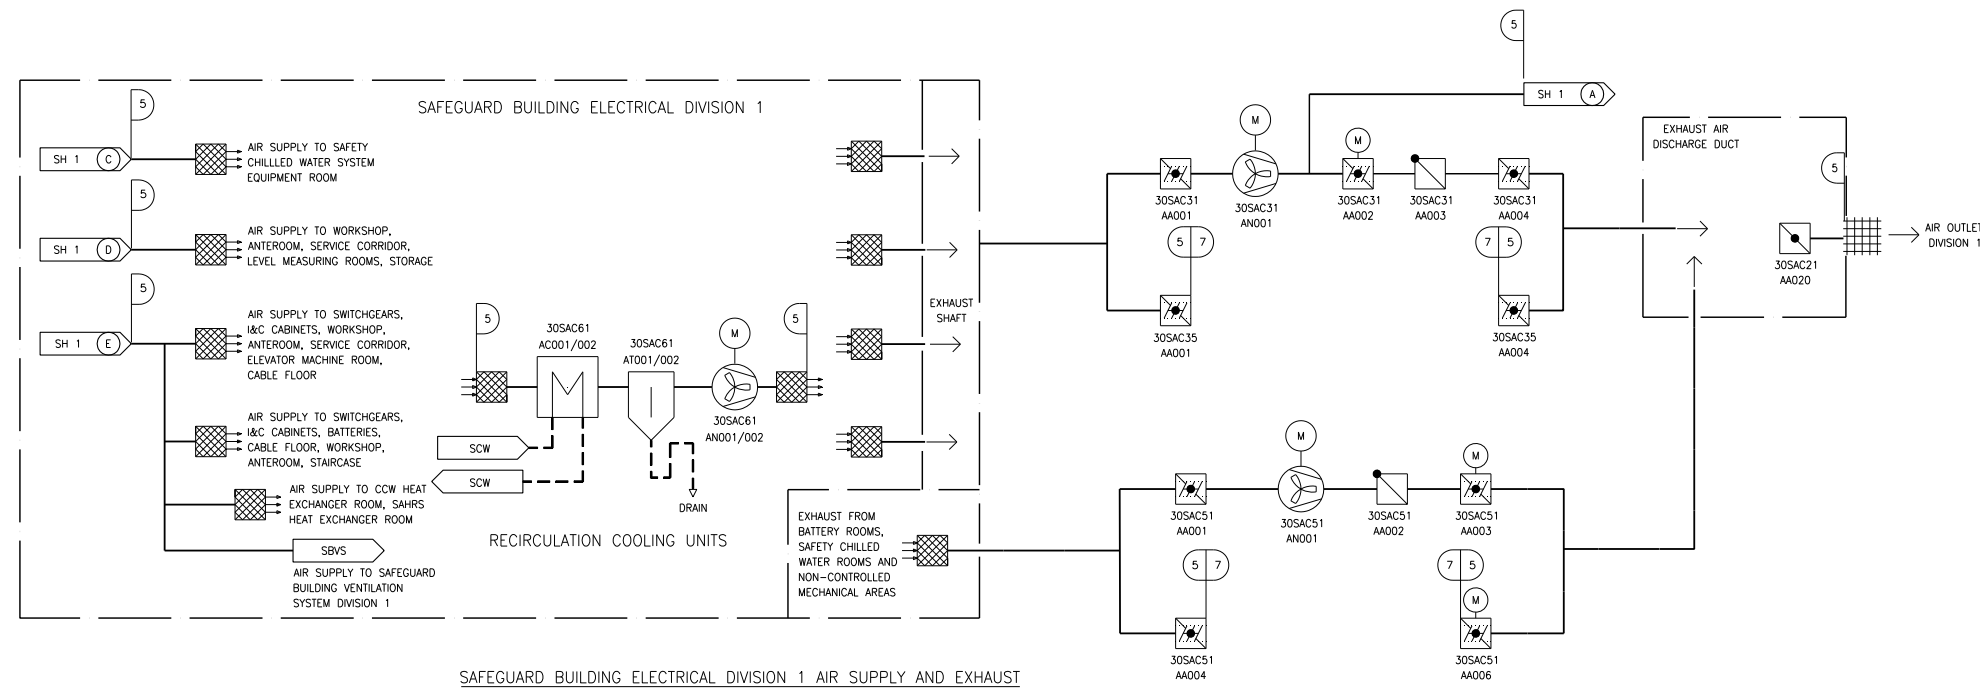 5
SH 1 A
SAFEGUARD BUILDING ELECTRICAL DIVISION 1
5
SH 1 C
AIR SUPPLY TO SAFETY
CHILLLED WATER SYSTEM
EQUIPMENT ROOM
5
SH 1 D
AIR SUPPLY TO WORKSHOP,
ANTEROOM, SERVICE CORRIDOR,
LEVEL MEASURING ROOMS, STORAGE
5
SH 1 E
AIR SUPPLY TO SWITCHGEARS,
I&C CABINETS, WORKSHOP,
ANTEROOM, SERVICE CORRIDOR,
ELEVATOR MACHINE ROOM,
CABLE FLOOR
AIR SUPPLY TO SWITCHGEARS,
I&C CABINETS, BATTERIES,
CABLE FLOOR, WORKSHOP,
ANTEROOM, STAIRCASE
AIR SUPPLY TO CCW HEAT
EXCHANGER ROOM, SAHRS
HEAT EXCHANGER ROOM
SBVS
AIR SUPPLY TO SAFEGUARD
BUILDING VENTILATION
SYSTEM DIVISION 1
5
30SAC61
AC001/002
30SAC61
AT001/002
M
30SAC61
AN001/002
5
SCW
SCW
DRAIN
RECIRCULATION COOLING UNITS
EXHAUST
SHAFT
EXHAUST FROM
BATTERY ROOMS,
SAFETY CHILLED
WATER ROOMS AND
NON-CONTROLLED
MECHANICAL AREAS
30SAC31
AA001
M
30SAC31
AN001
M
30SAC31
AA002
30SAC31
AA003
30SAC31
AA004
5 7
30SAC35
AA001
7 5
30SAC35
AA004
EXHAUST AIR
DISCHARGE DUCT
5
30SAC21
AA020
AIR OUTLET
DIVISION 1
30SAC51
AA001
M
30SAC51
AN001
30SAC51
AA002
M
30SAC51
AA003
5 7
30SAC51
AA004
7 5
M
30SAC51
AA006
SAFEGUARD BUILDING ELECTRICAL DIVISION 1 AIR SUPPLY AND EXHAUST